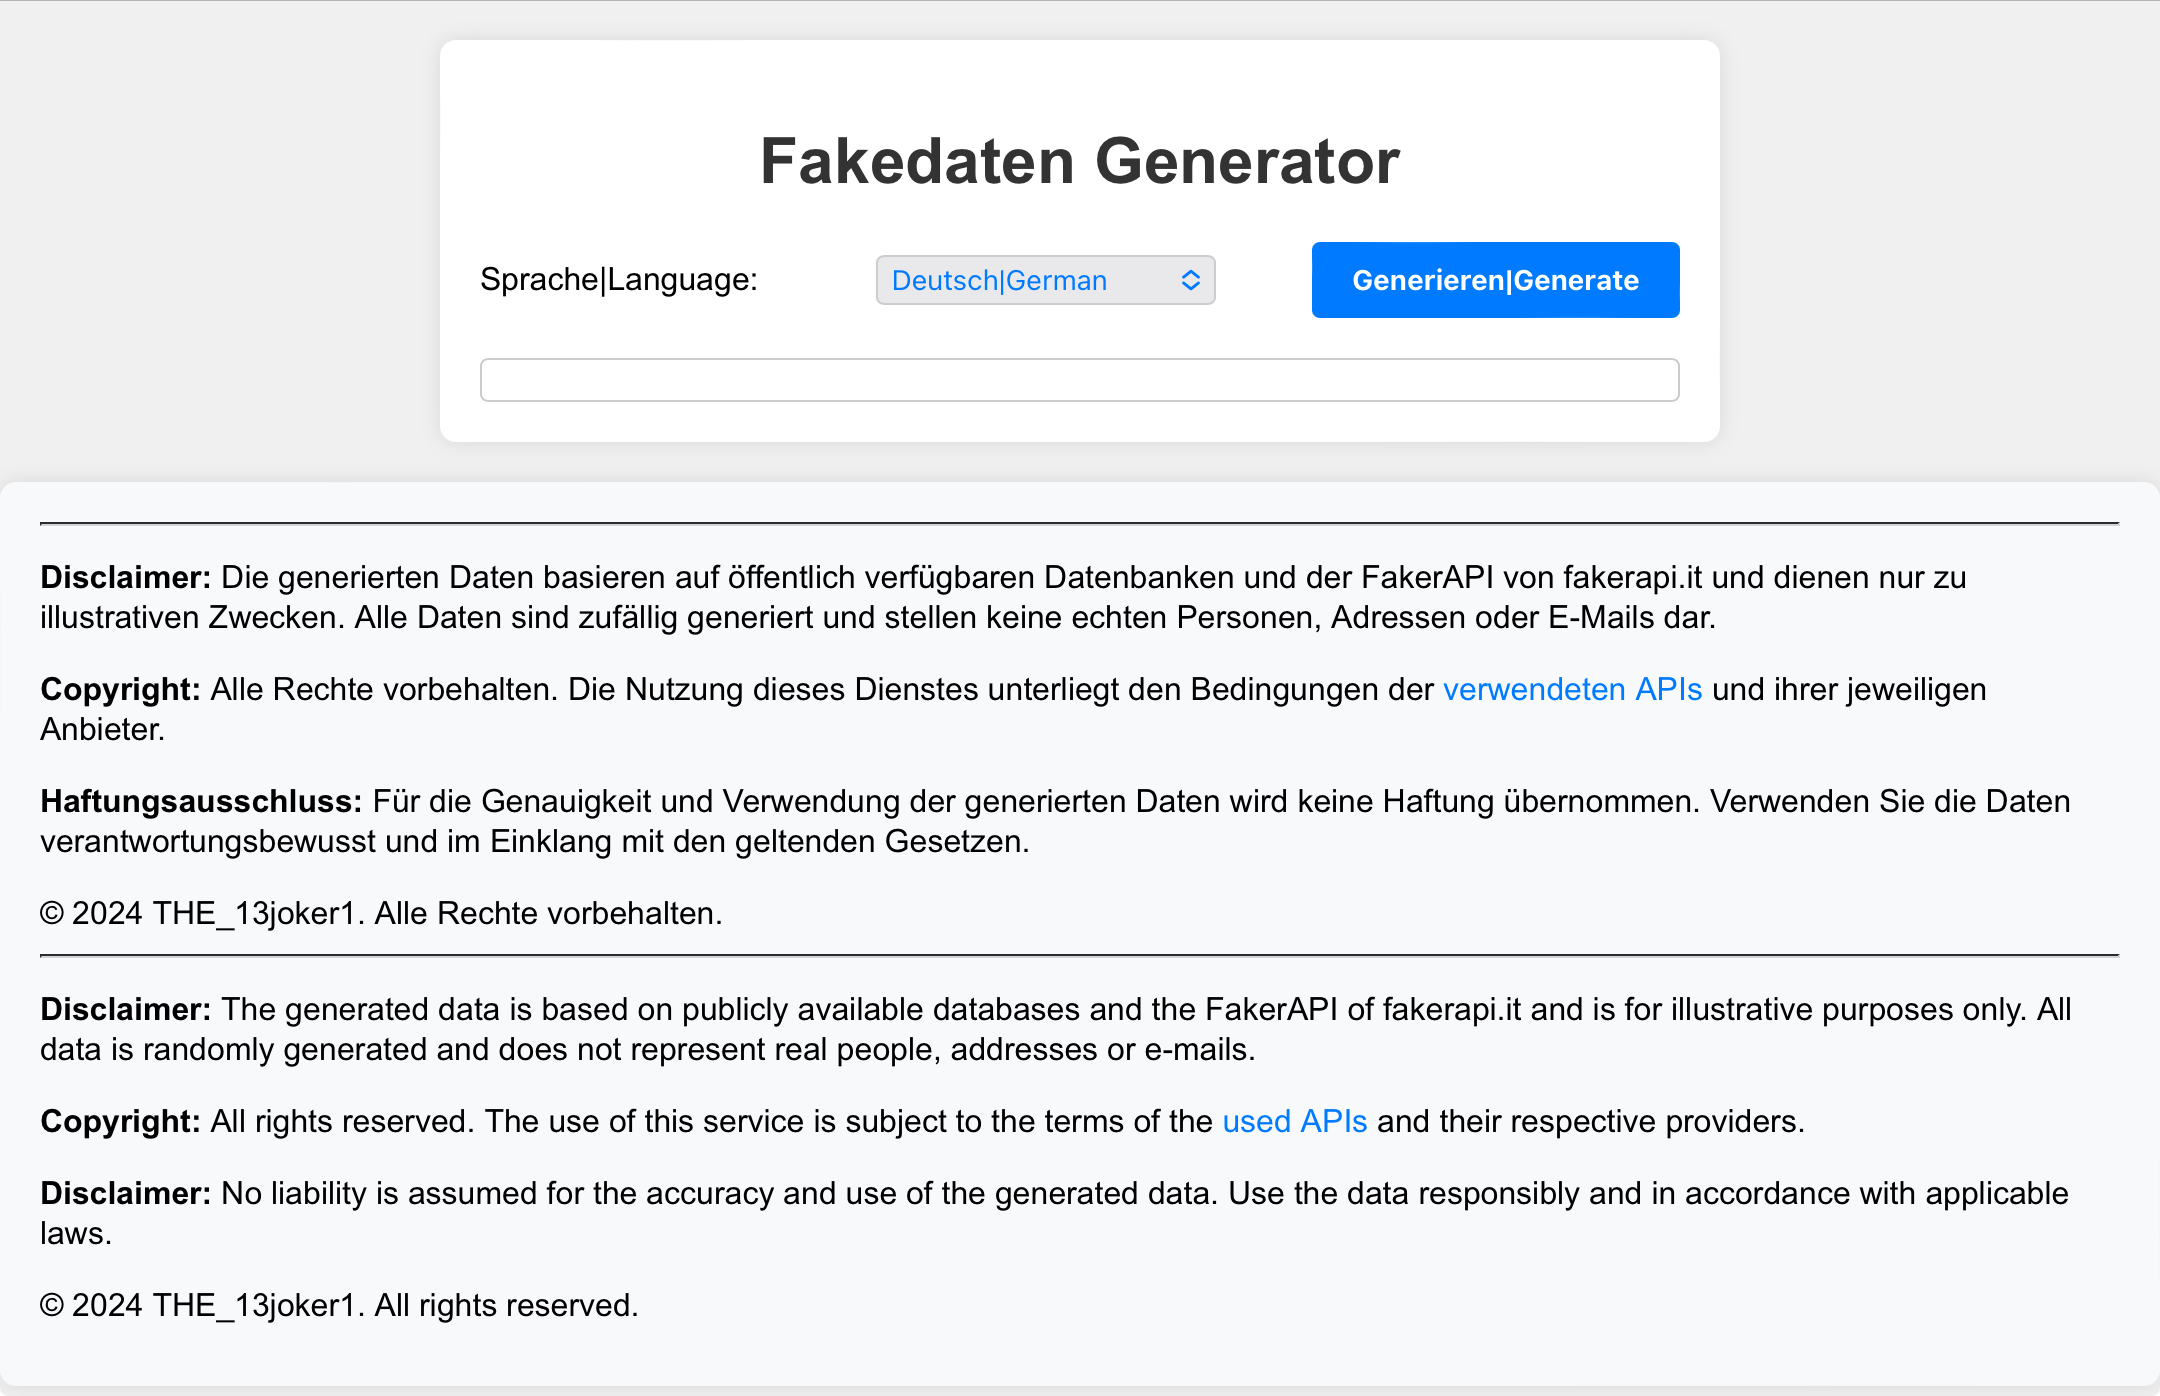 Fakedaten Generator
Sprache|Language:
Deutsch|German
Generieren|Generate
Disclaimer: Die generierten Daten basieren auf öffentlich verfügbaren Datenbanken und der FakerAPI von fakerapi.it und dienen nur zu
illustrativen Zwecken. Alle Daten sind zufällig generiert und stellen keine echten Personen, Adressen oder E-Mails dar.
Copyright: Alle Rechte vorbehalten. Die Nutzung dieses Dienstes unterliegt den Bedingungen der verwendeten APIs und ihrer jeweiligen
Anbieter.
Haftungsausschluss: Für die Genauigkeit und Verwendung der generierten Daten wird keine Haftung übernommen. Verwenden Sie die Daten
verantwortungsbewusst und im Einklang mit den geltenden Gesetzen.
© 2024 THE_13joker1. Alle Rechte vorbehalten.
Disclaimer: The generated data is based on publicly available databases and the FakerAPI of fakerapi.it and is for illustrative purposes only. All
data is randomly generated and does not represent real people, addresses or e-mails.
Copyright: All rights reserved. The use of this service is subject to the terms of the used APIs and their respective providers.
Disclaimer: No liability is assumed for the accuracy and use of the generated data. Use the data responsibly and in accordance with applicable
laws.
© 2024 THE_13joker1. All rights reserved.